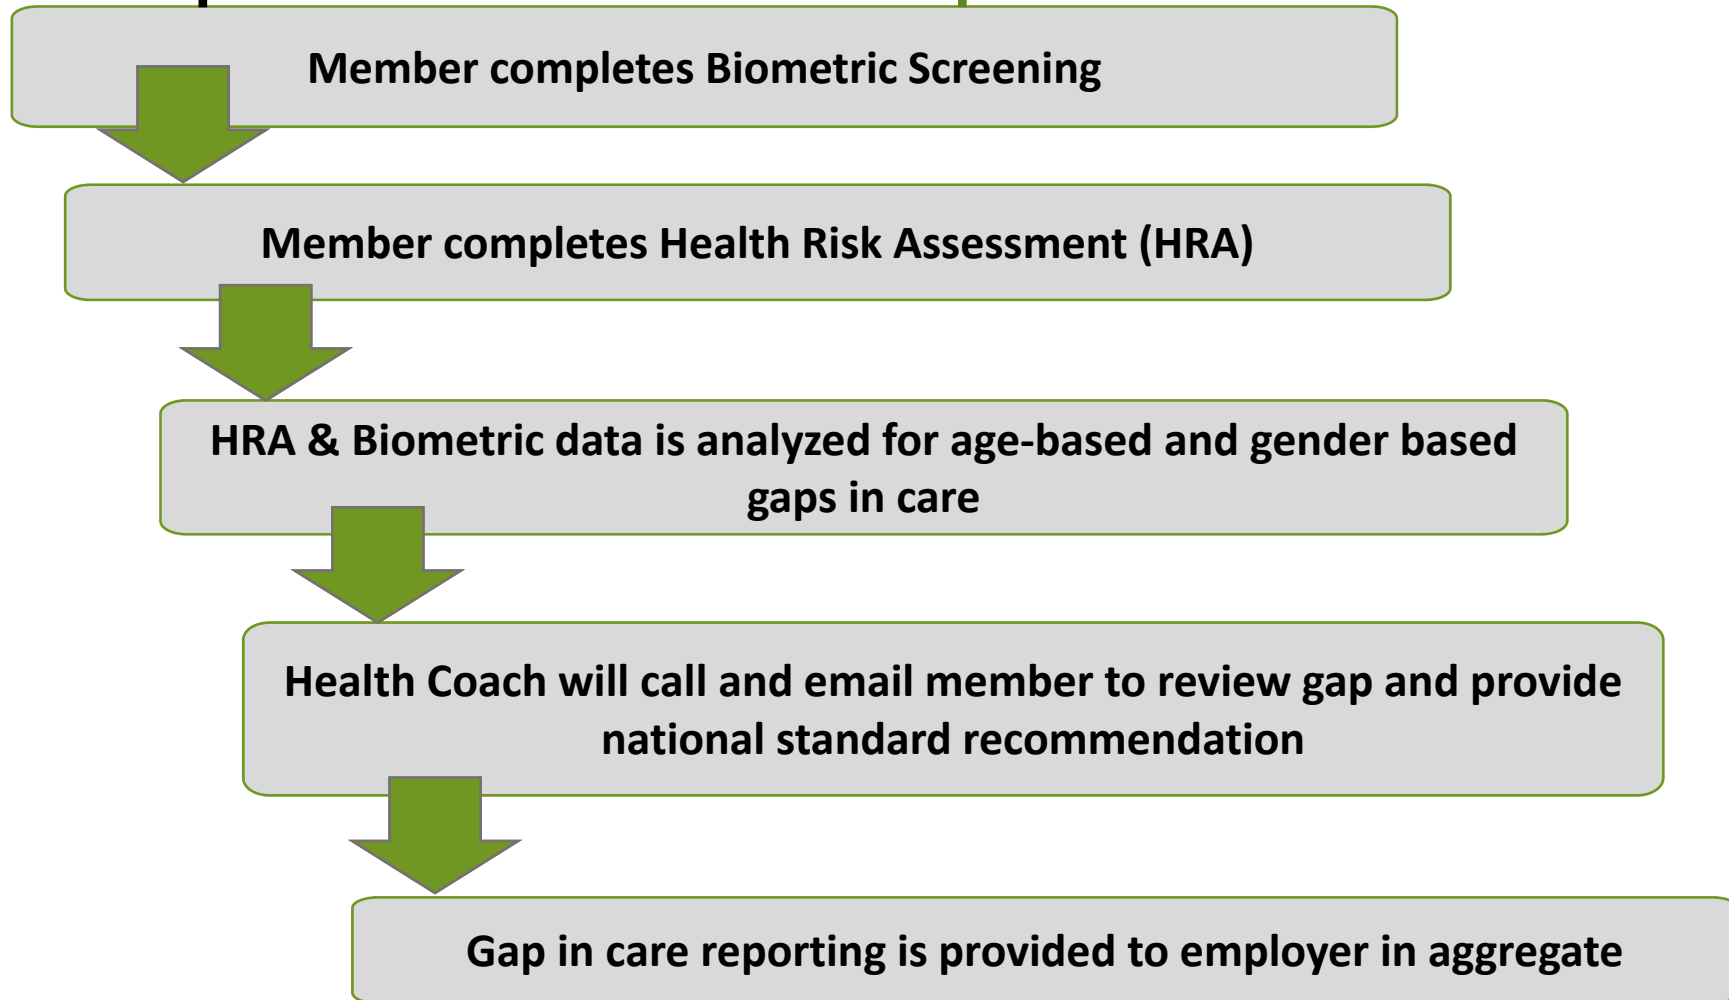 Member completes Biometric Screening
Member completes Health Risk Assessment (HRA)
HRA & Biometric data is analyzed for age-based and gender based
gaps in care
Health Coach will call and email member to review gap and provide
national standard recommendation
Gap in care reporting is provided to employer in aggregate